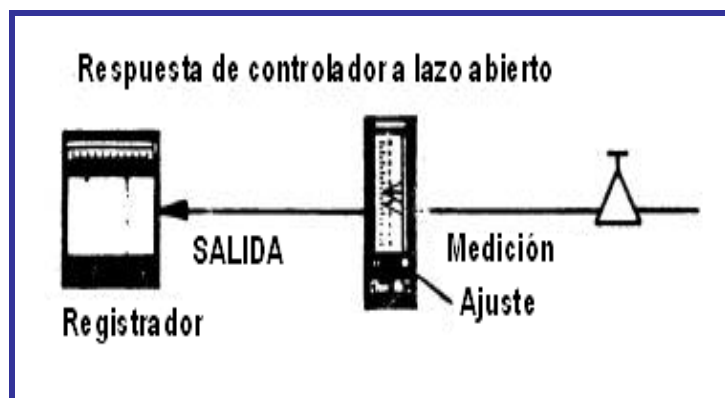 Respuesta de controlador a lazo abierto
SALIDA
Medición
Ajuste
Registrador